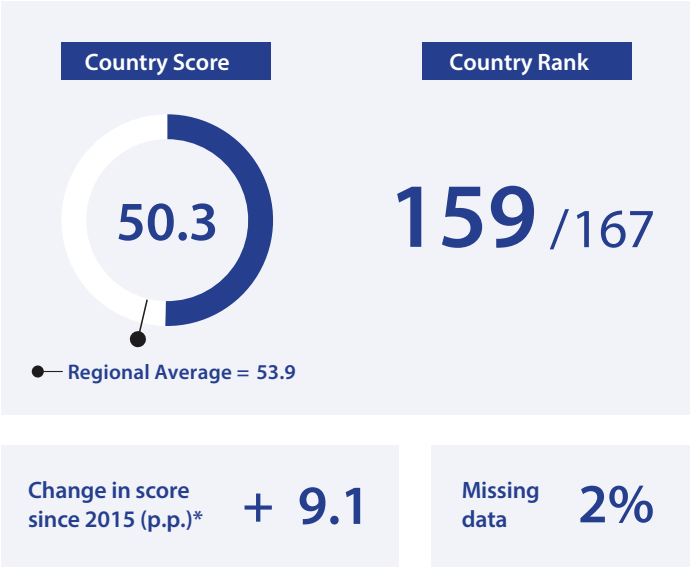 Country Score
Country Rank
50.3
159 /167
Regional Average = 53.9
Change in score
since 2015 (p.p.)*
+ 9.1
Missing
data
2%